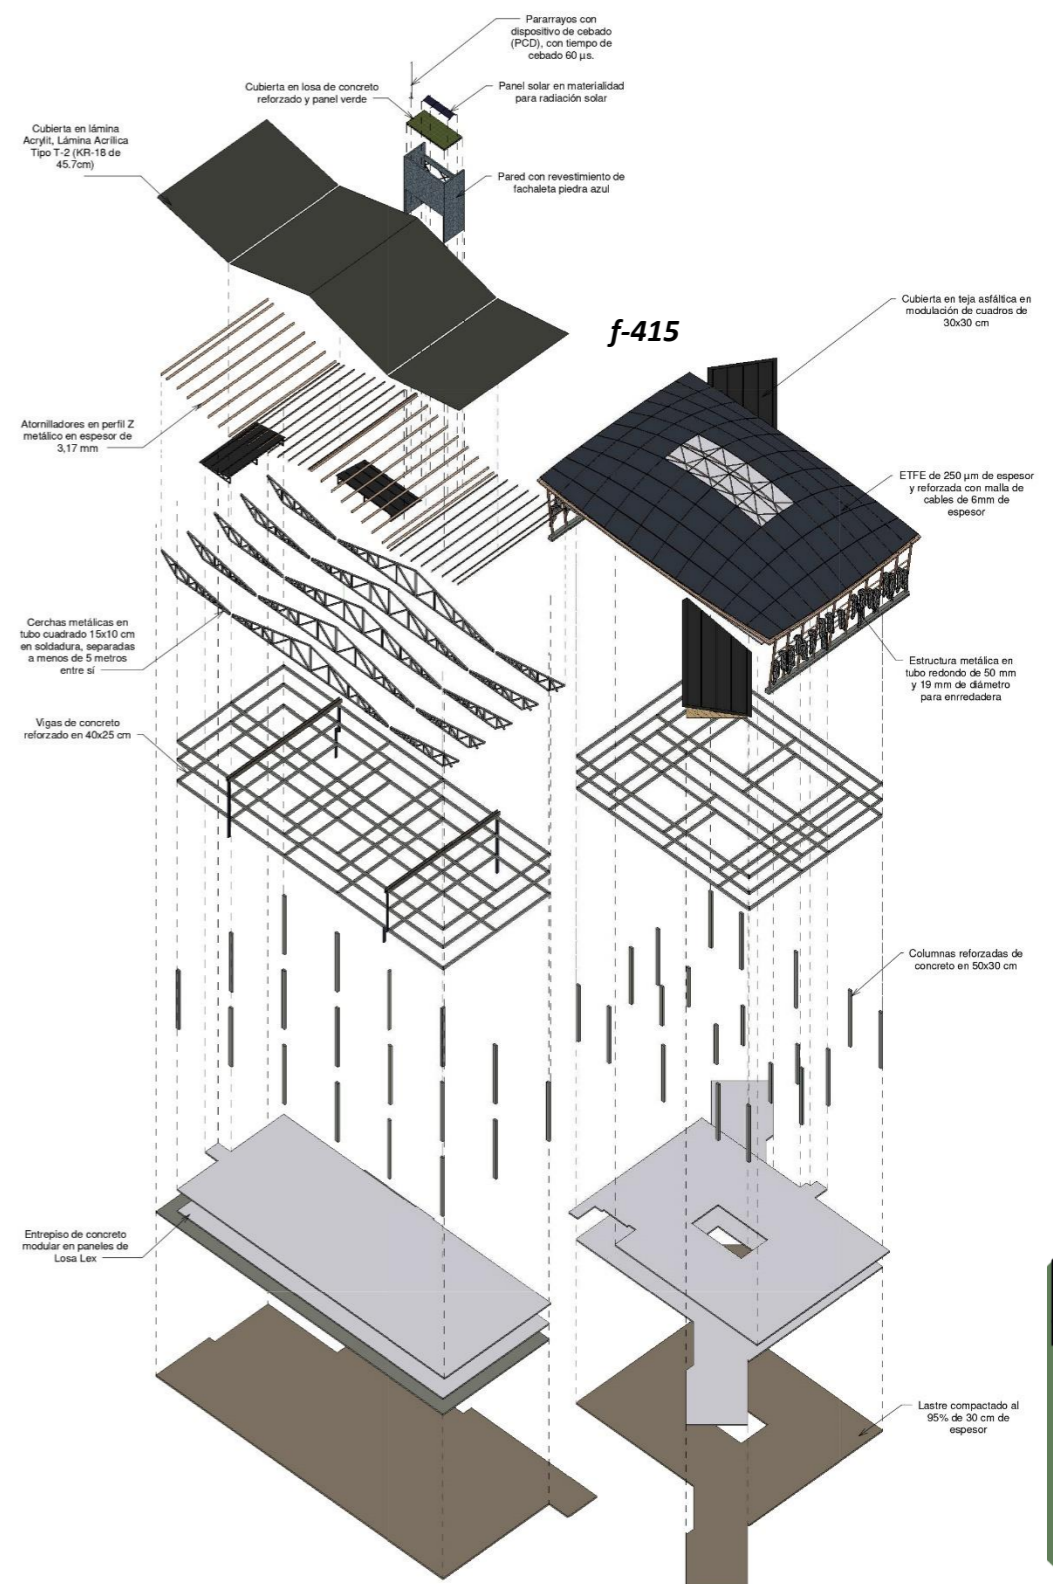 Pararrayos con
dispositivo de cebado
(PCD), con tiempo de
cebado 60 µs.
Cubierta en losa de concreto
reforzado y panel verde
Panel solar en materialidad
para radiación solar
Cubierta en lámina
Acrylit, Lámina Acrílica
Tipo T-2 (KR-18 de
45.7cm)
Pared con revestimiento de
fachaleta piedra azul
f-415
Cubierta en teja asfáltica en
modulación de cuadros de
30x30 cm
Atornilladores en perfil Z
metálico en espesor de
3,17 mm
ETFE de 250 µm de espesor
y reforzada con malla de
cables de 6mm de
espesor
Cerchas metálicas en
tubo cuadrado 15x10 cm
en soldadura, separadas
a menos de 5 metros
entre sí
Estructura metálica en
tubo redondo de 50 mm
y 19 mm de diámetro
para enrredadera
Vigas de concreto
reforzado en 40x25 cm
Columnas reforzadas de
concreto en 50x30 cm
Entrepiso de concreto
modular en paneles de
Losa Lex
Lastre compactado al
95% de 30 cm de
espesor